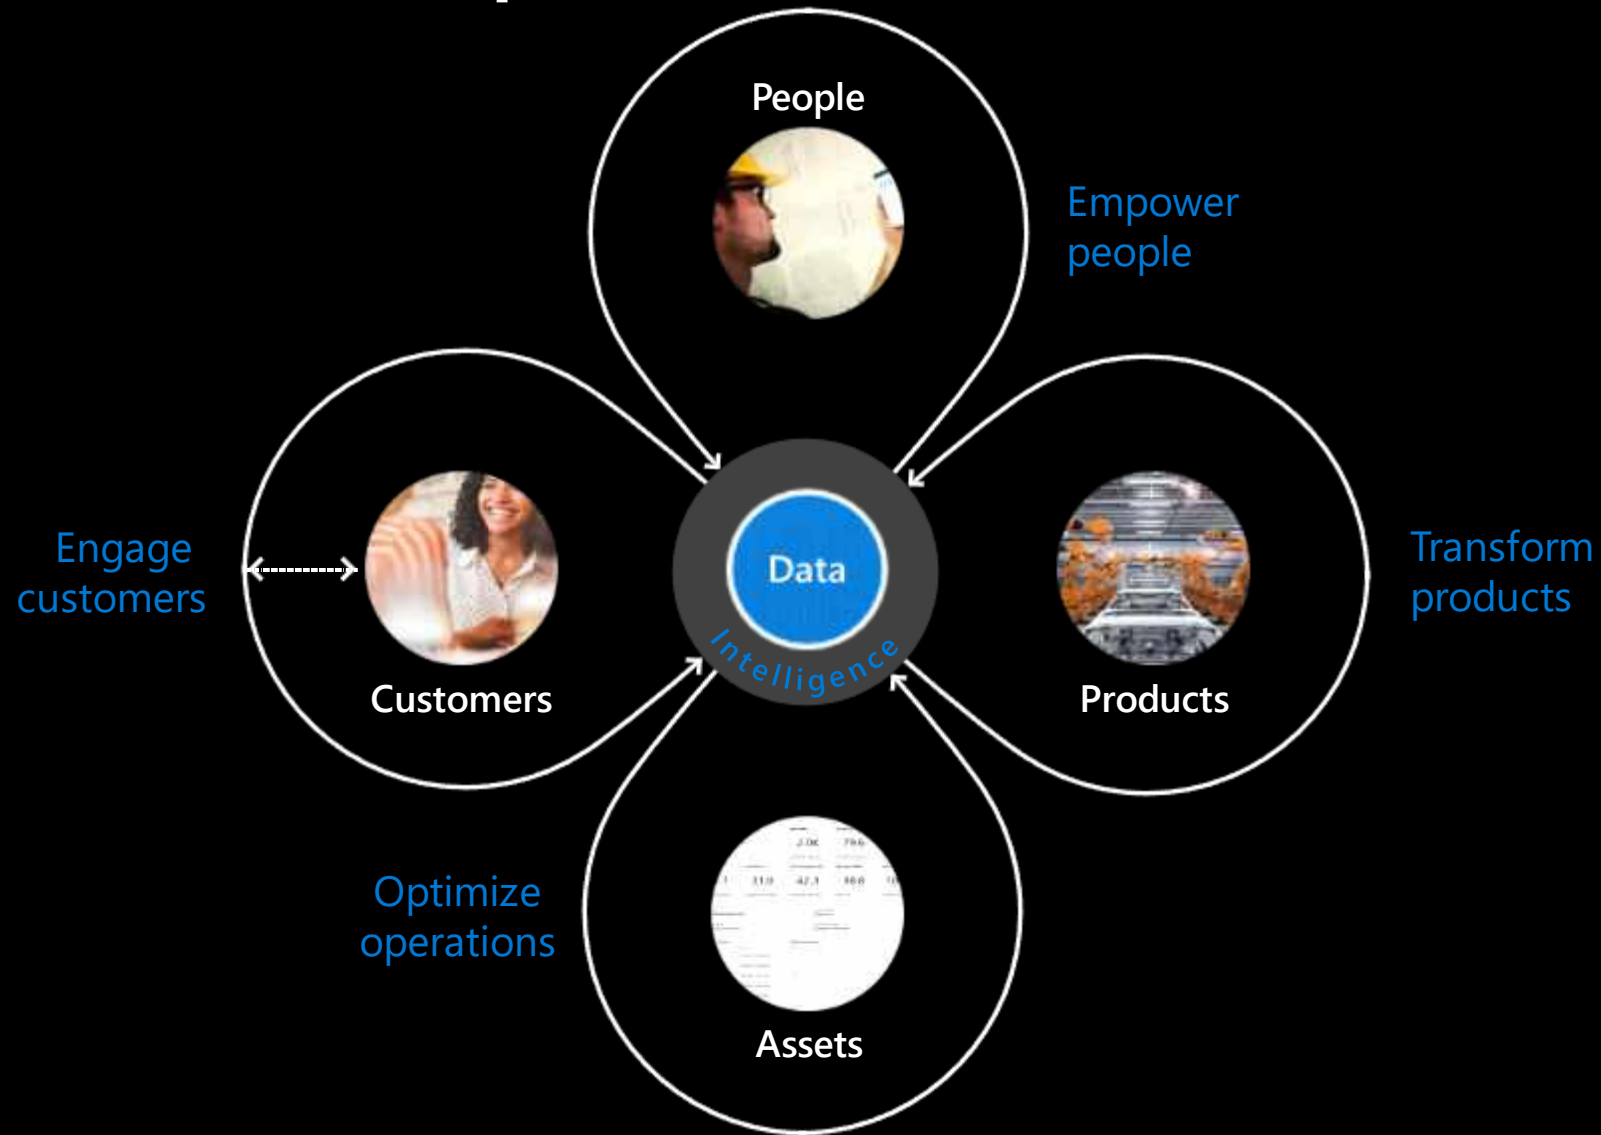 People
Empower
people
Engage
customers
Customers
Data
Intelligence
Transform
products
Products
Optimize
operations
Assets